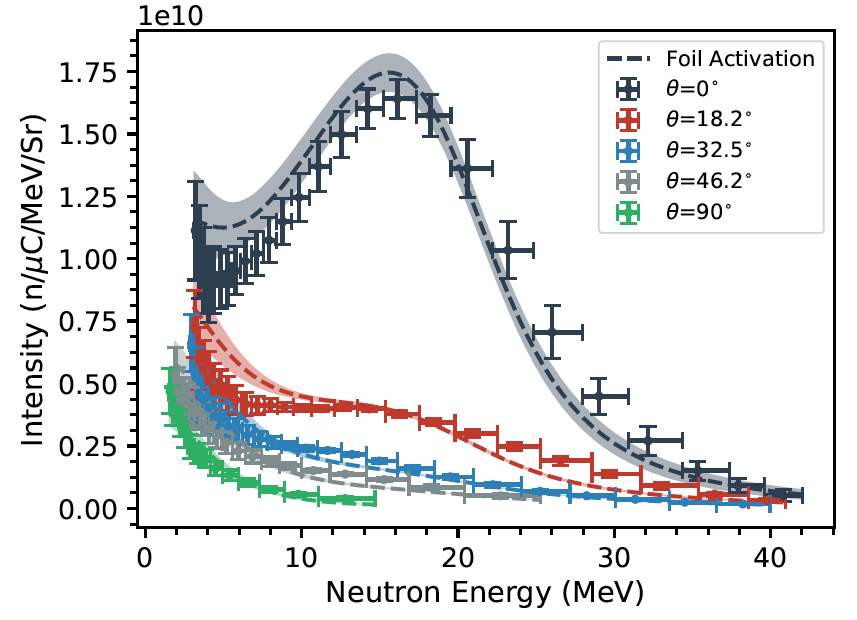 1e10
Intensity (n/μC/MeV/Sr)
1.75
1.50
1.25
1.00
0.75
0.50
0.25
0.00
0 10 20 30 40
Neutron Energy (MeV)
Foil Activation
θ=0°
θ=18.2°
θ=32.5°
θ=46.2°
θ=90°